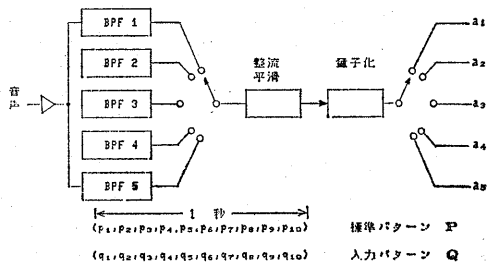 音声
BPF 1
BPF 2
BPF 3
BPF 4
BPF 5
整流
平滑
量子化
a1
a2
a3
a4
a5
1 秒
(p1,p2,p3,p4,p5,p6,p7,p8,p9,p10) 標準パターン P
(q1,q2,q3,q4,q5,q6,q7,q8,q9,q10) 入力パターン Q